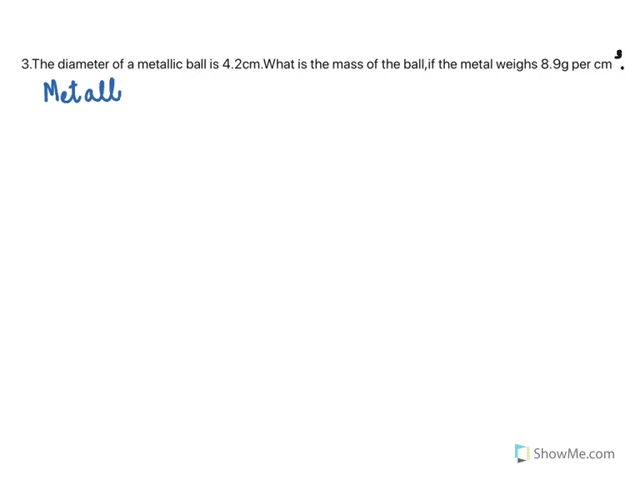 3.The diameter of a metallic ball is 4.2cm.What is the mass of the ball,if the metal weighs 8.9g per cm³.
Metall
ShowMe.com